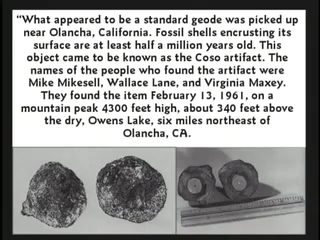 “What appeared to be a standard geode was picked up
near Olancha, California. Fossil shells encrusting its
surface are at least half a million years old. This
object came to be known as the Coso artifact. The
names of the people who found the artifact were
Mike Mikesell, Wallace Lane, and Virginia Maxey.
They found the item February 13, 1961, on a
mountain peak 4300 feet high, about 340 feet above
the dry, Owens Lake, six miles northeast of
Olancha, CA.